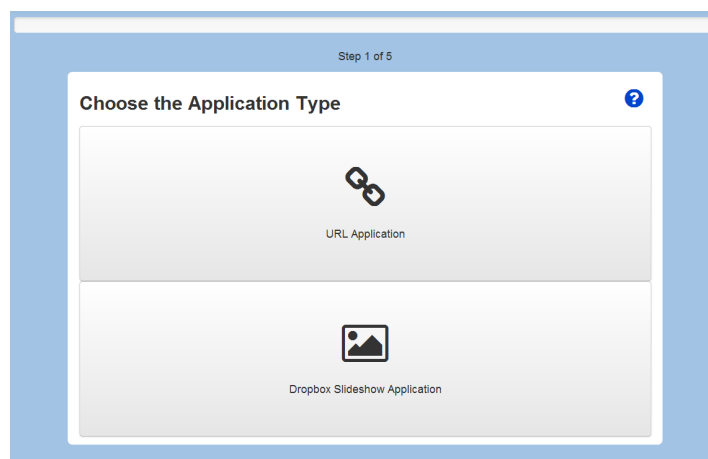 Step 1 of 5
Choose the Application Type
URL Application
Dropbox Slideshow Application